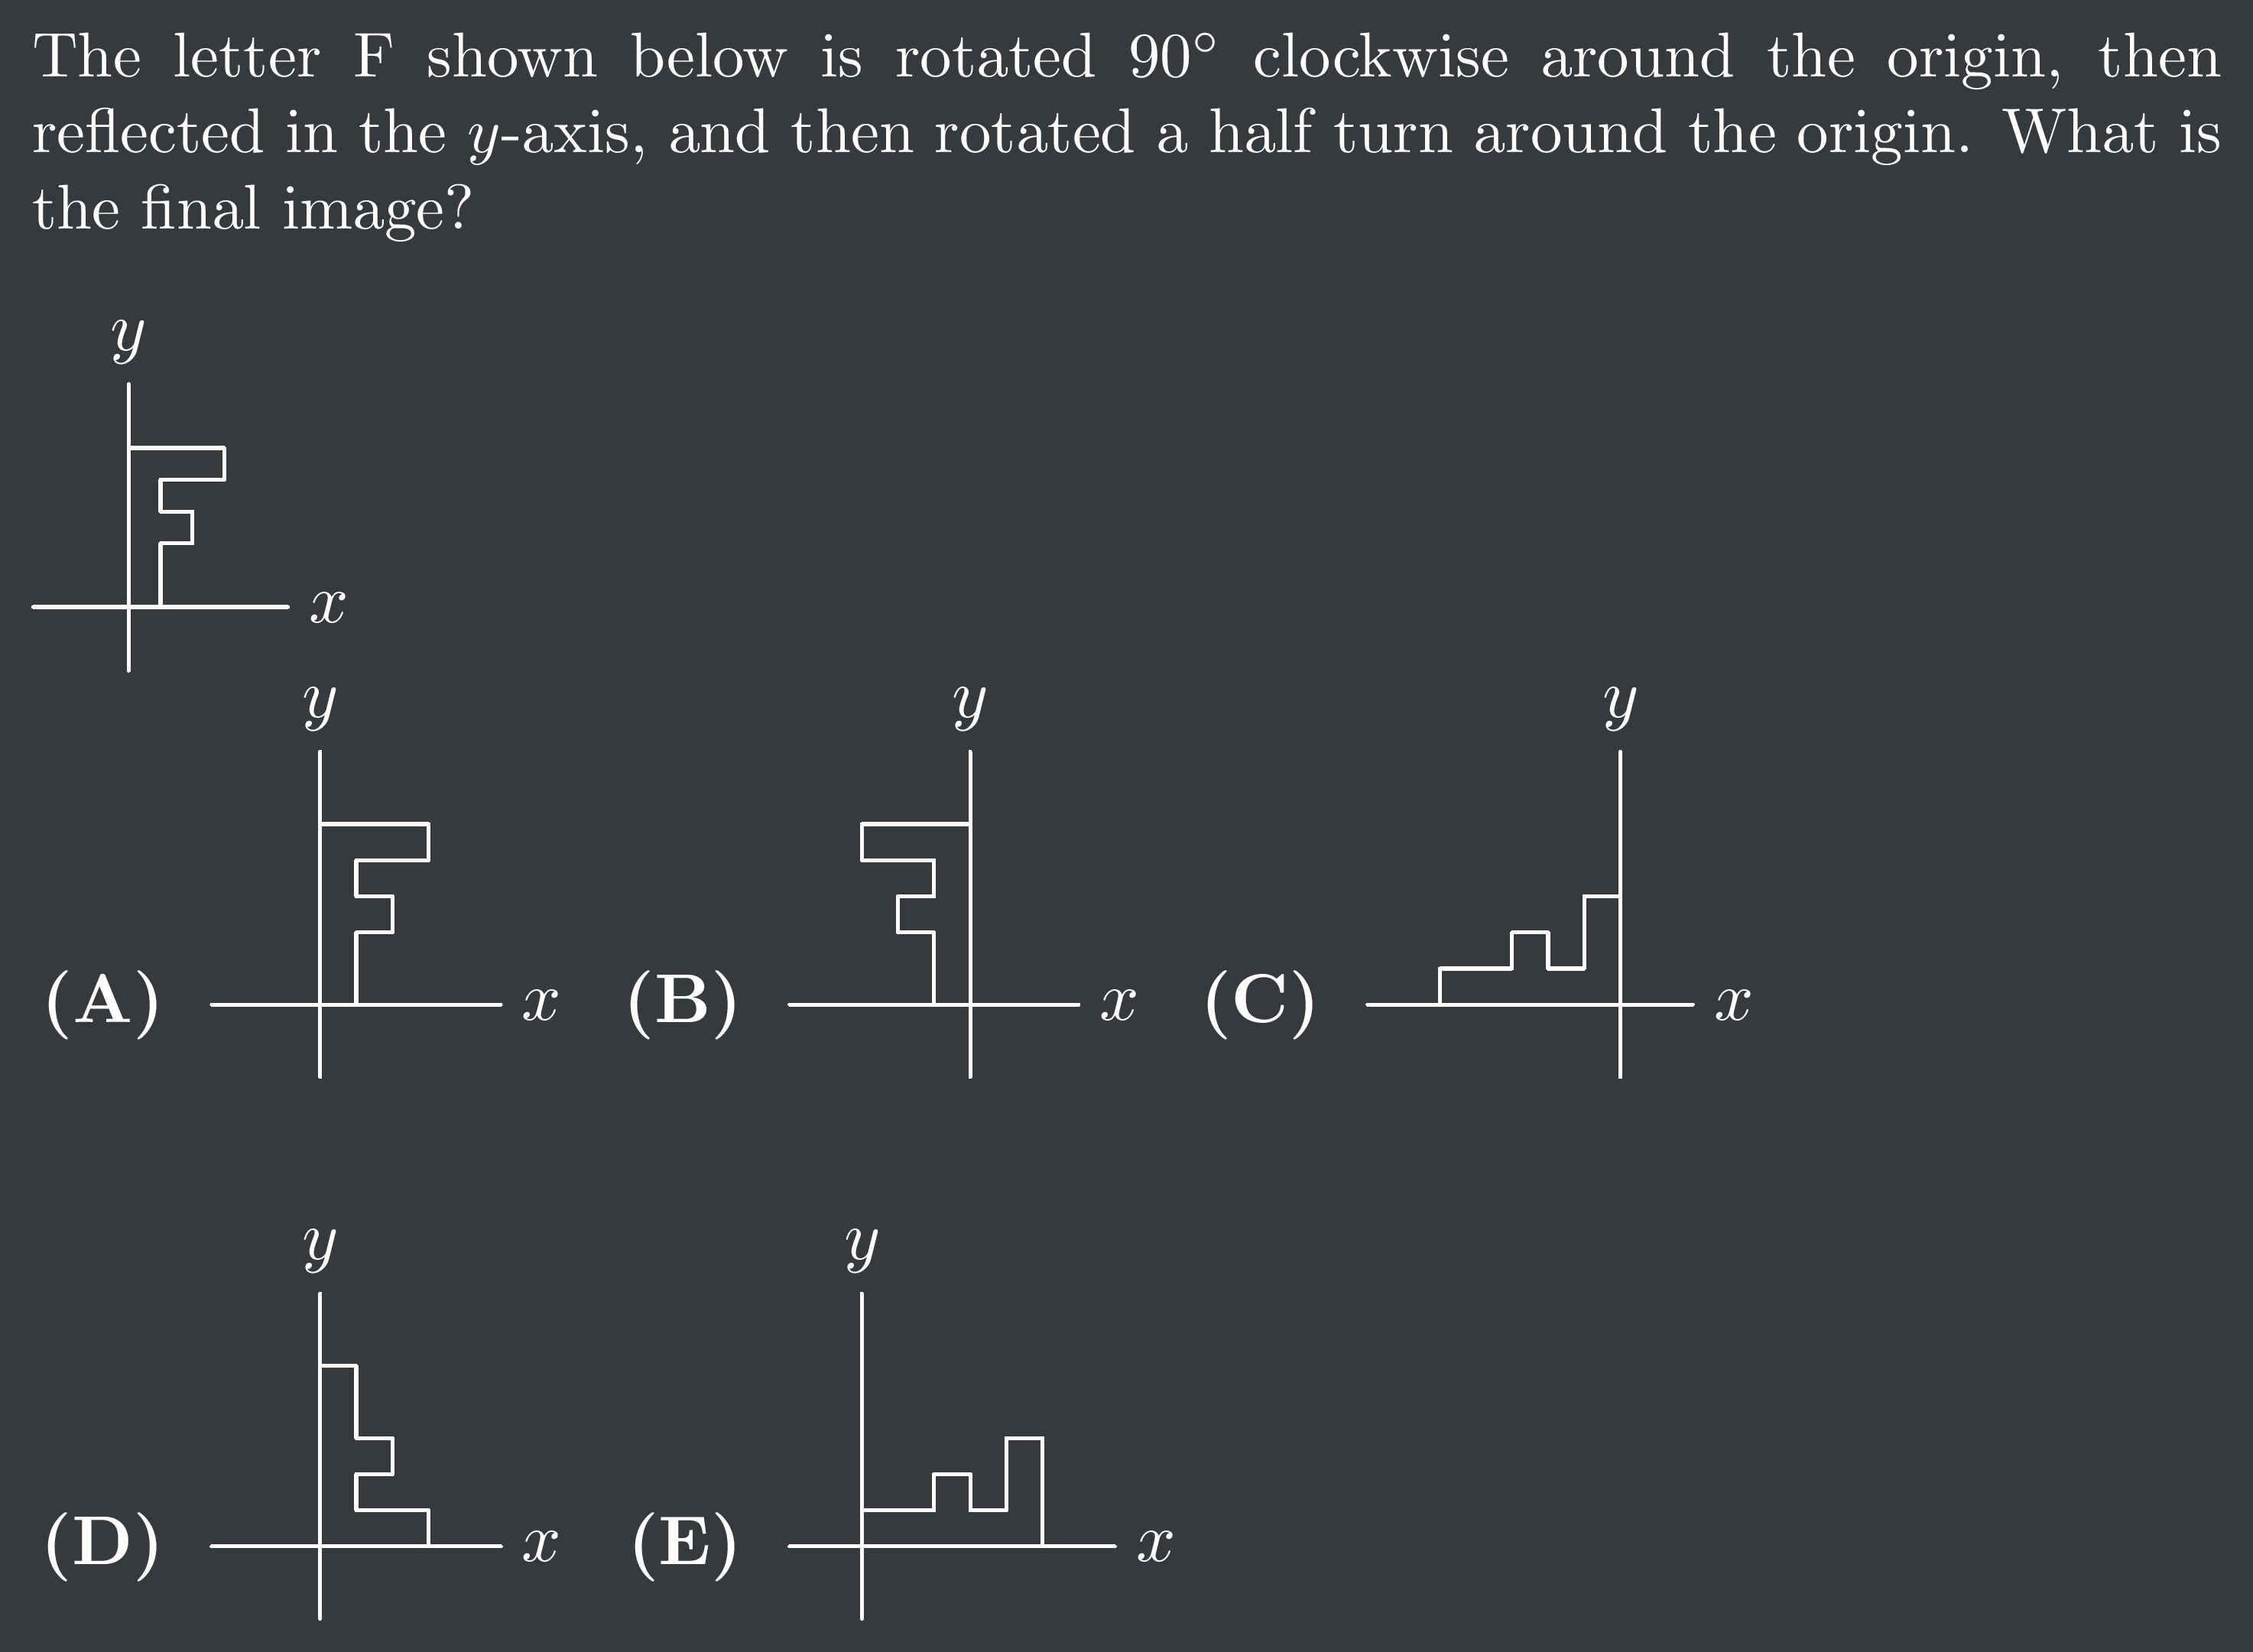 The letter F shown below is rotated 90° clockwise around the origin, then
reflected in the y-axis, and then rotated a half turn around the origin. What is
the final image?
y
x
y
y
y
(A)
x
(B)
x
(C)
x
y
y
(D)
x
(E)
x